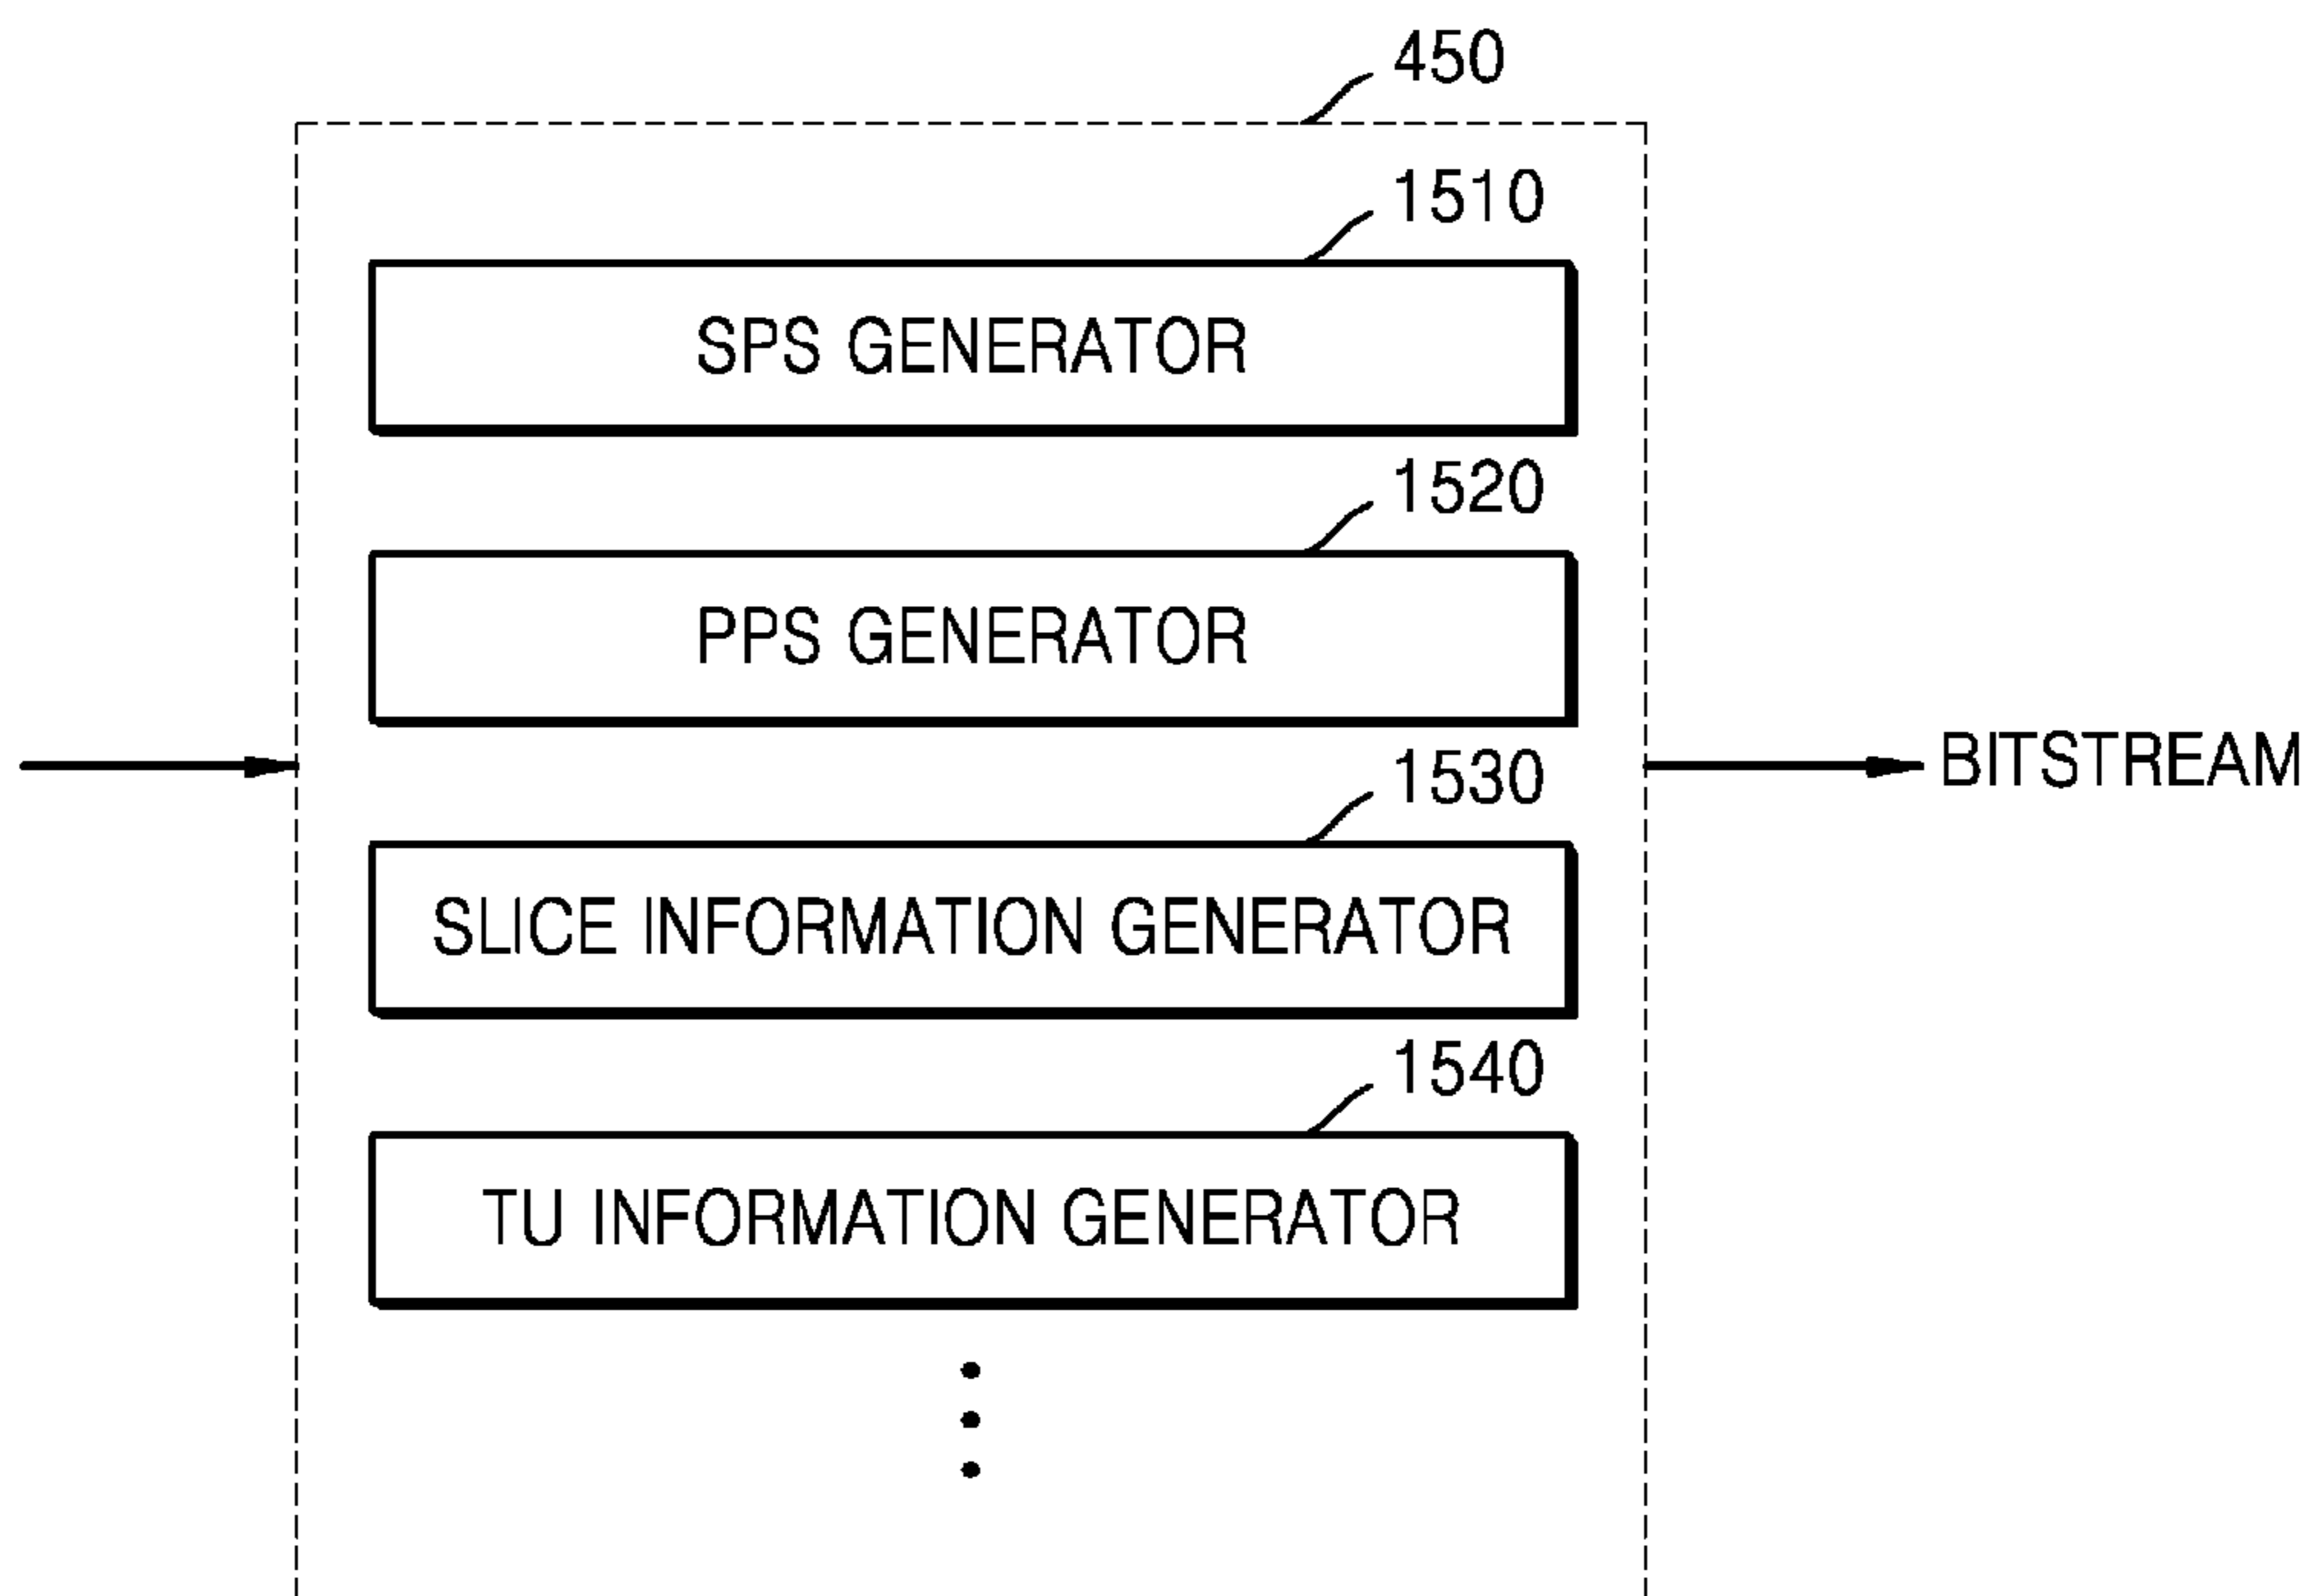 450
1510
SPS GENERATOR
1520
PPS GENERATOR
BITSTREAM
1530
SLICE INFORMATION GENERATOR
1540
TU INFORMATION GENERATOR